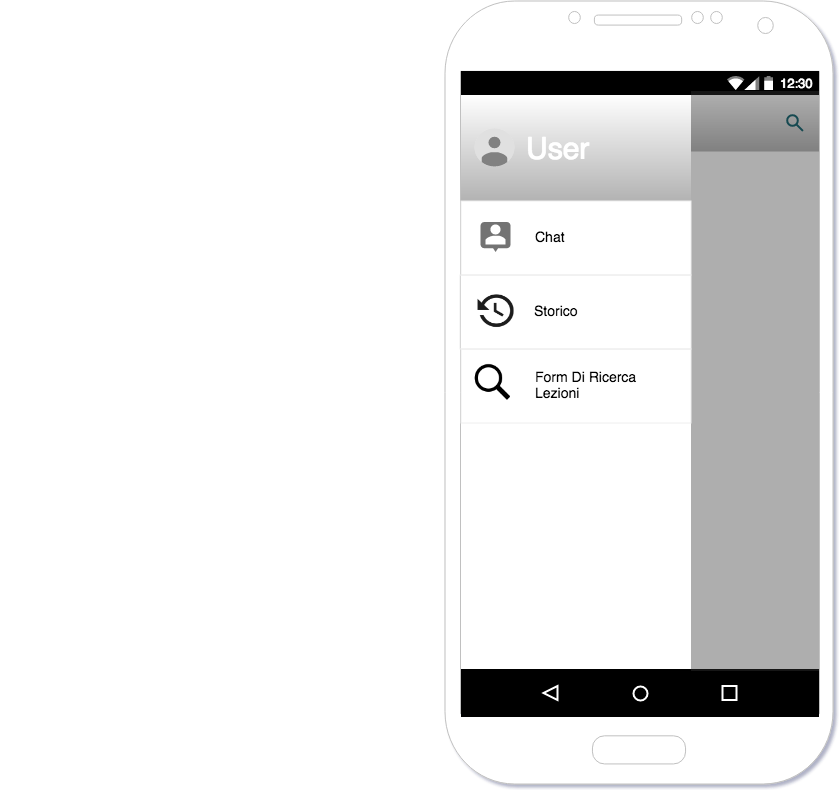 12:30
User
Chat
Storico
Form Di Ricerca
Lezioni